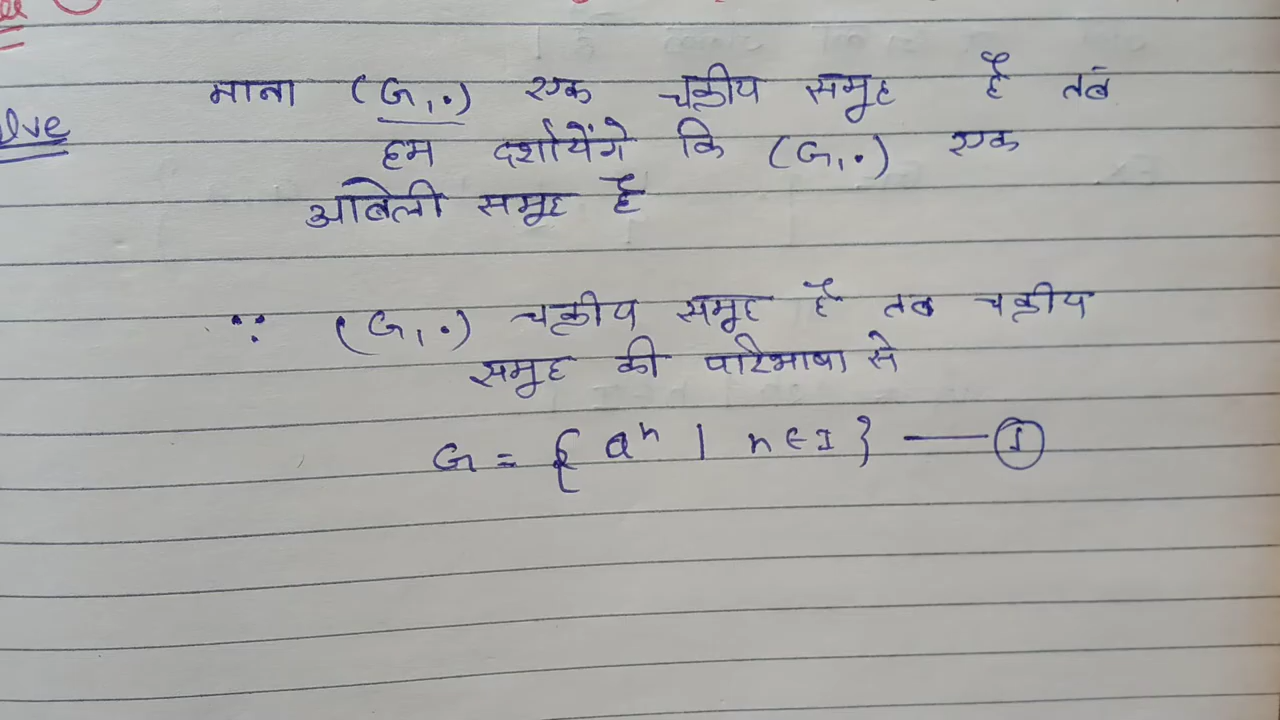 माना (G,.) एक चक्रीय समूह है तब
हम दर्शायेंगे कि (G,.) एक
आबेली समूह है
∵ (G,.) चक्रीय समूह है तब चक्रीय
समूह की परिभाषा से
G = { aⁿ | n ∈ I } —— ①